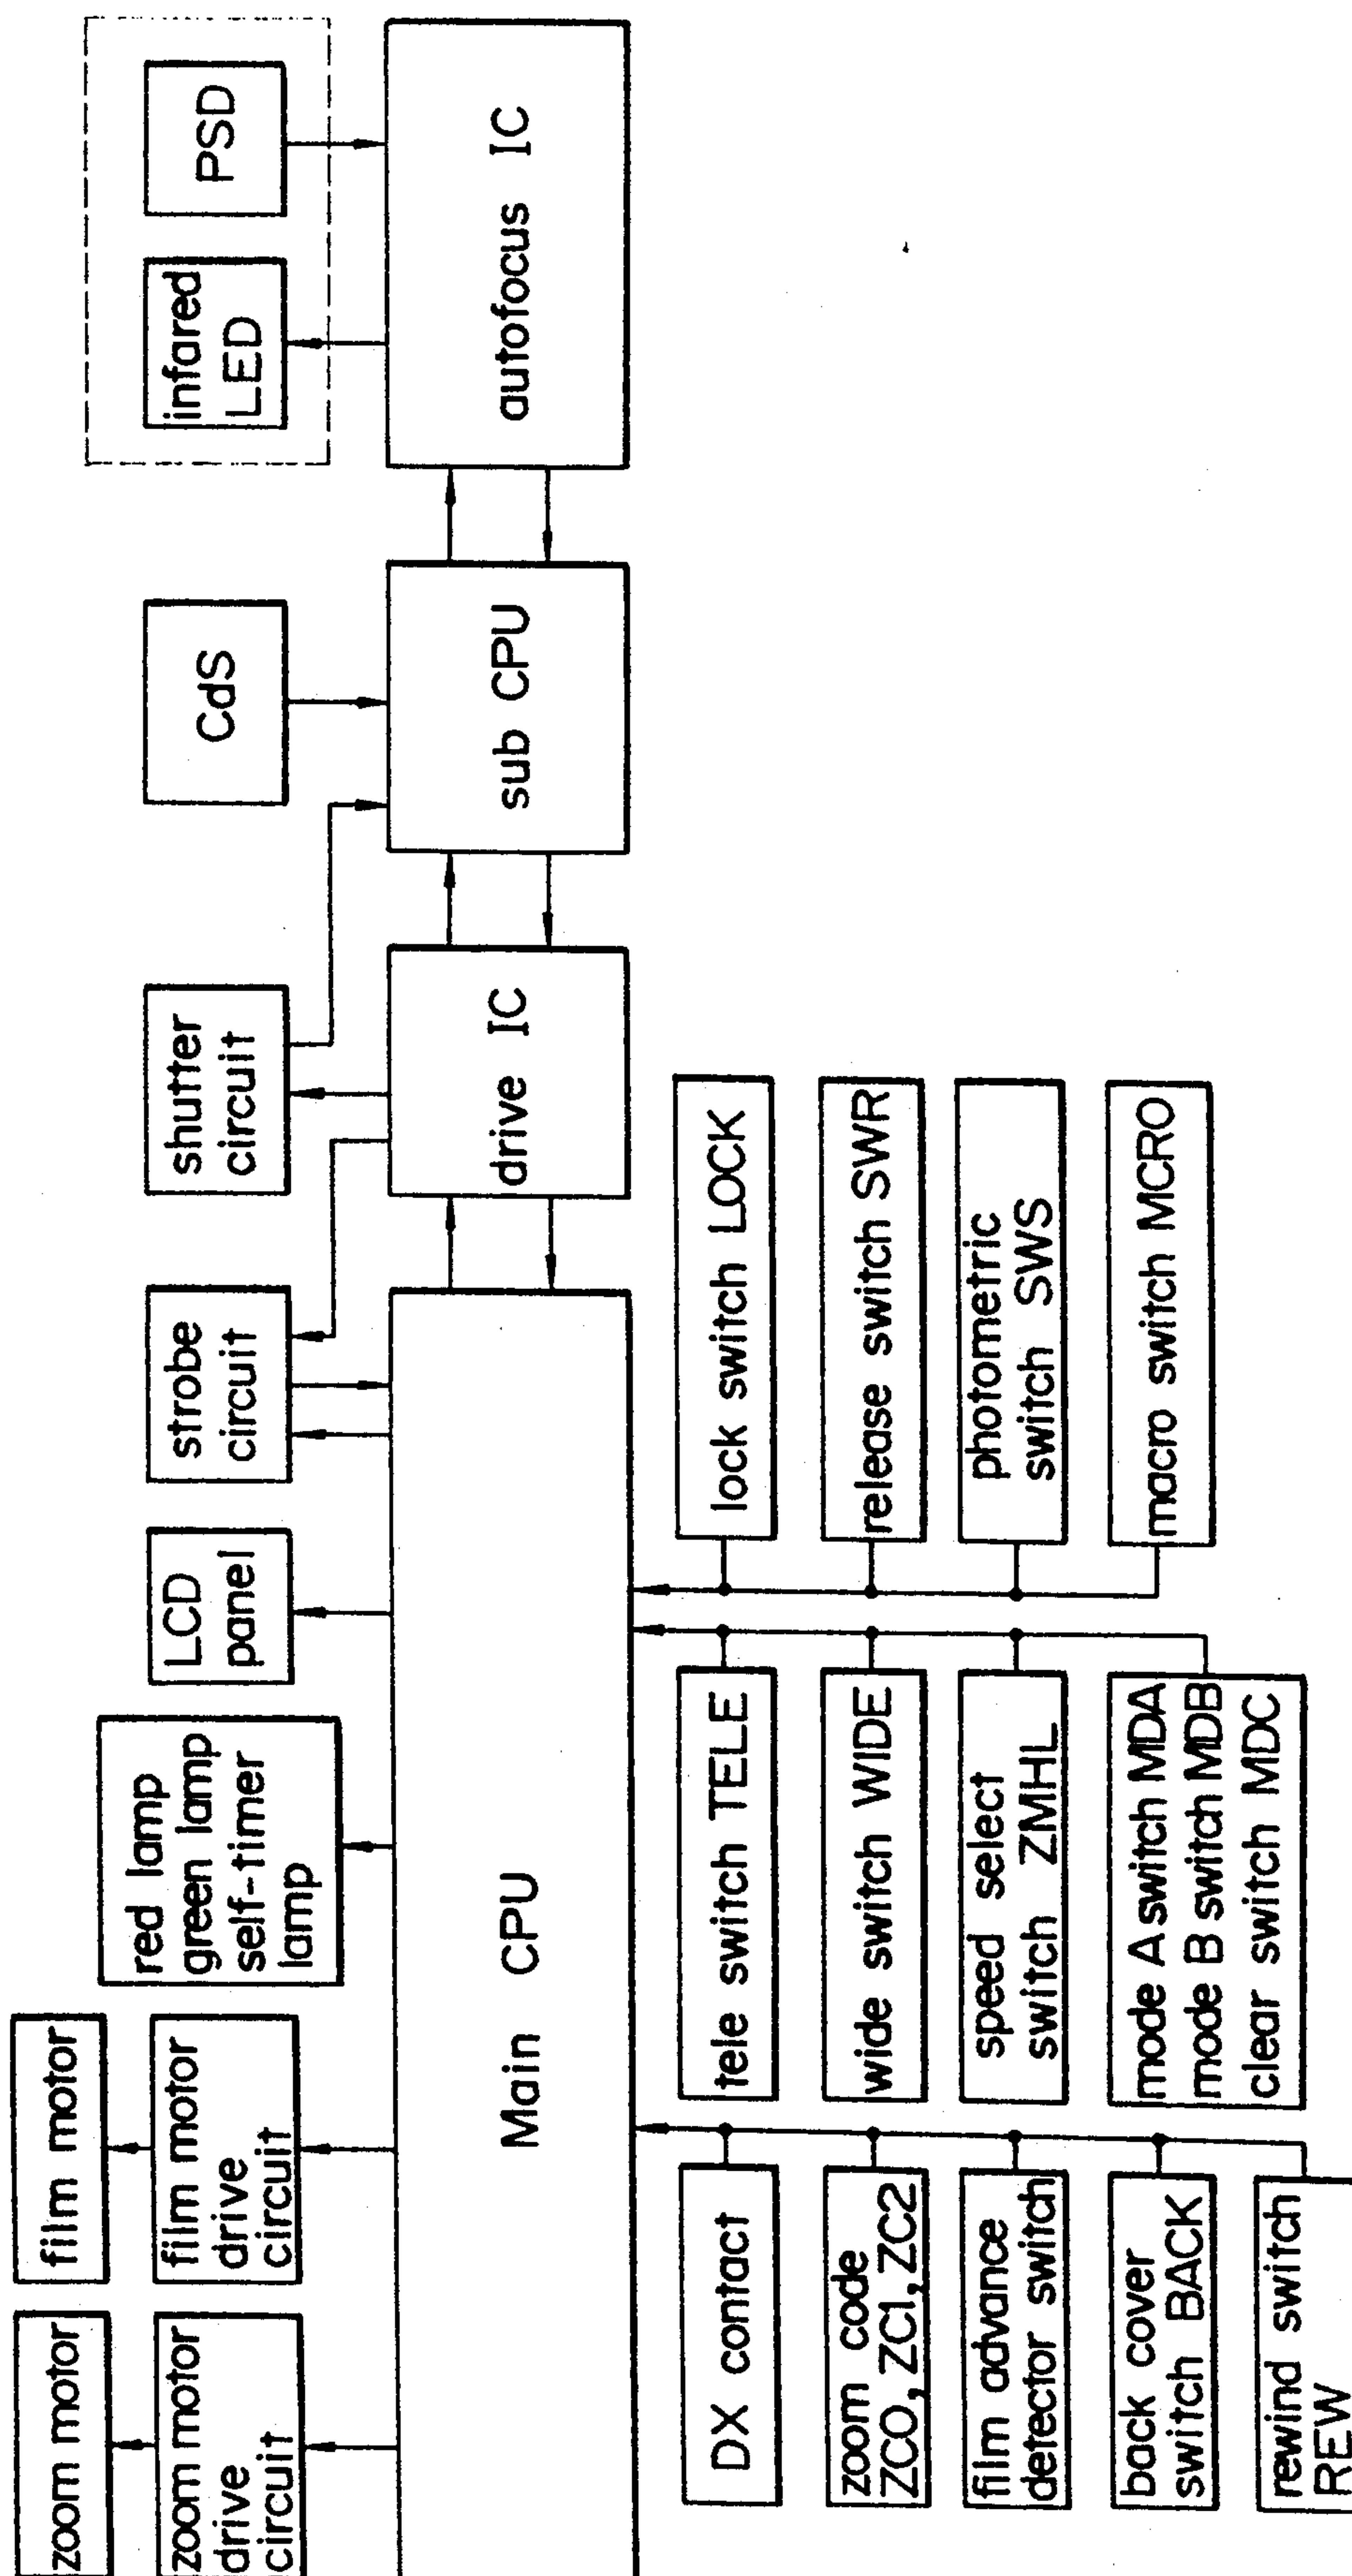 zoom motor
film motor
zoom motor
drive
circuit
film motor
drive
circuit
red lamp
green lamp
self-timer
lamp
LCD
panel
strobe
circuit
shutter
circuit
CdS
infared
LED
PSD
Main CPU
drive IC
sub CPU
autofocus IC
DX contact
tele switch TELE
lock switch LOCK
zoom code
ZC0, ZC1, ZC2
wide switch WIDE
release switch SWR
film advance
detector switch
speed select
switch ZMHL
photometric
switch SWS
back cover
switch BACK
mode A switch MDA
mode B switch MDB
clear switch MDC
macro switch MCRO
rewind switch
REW